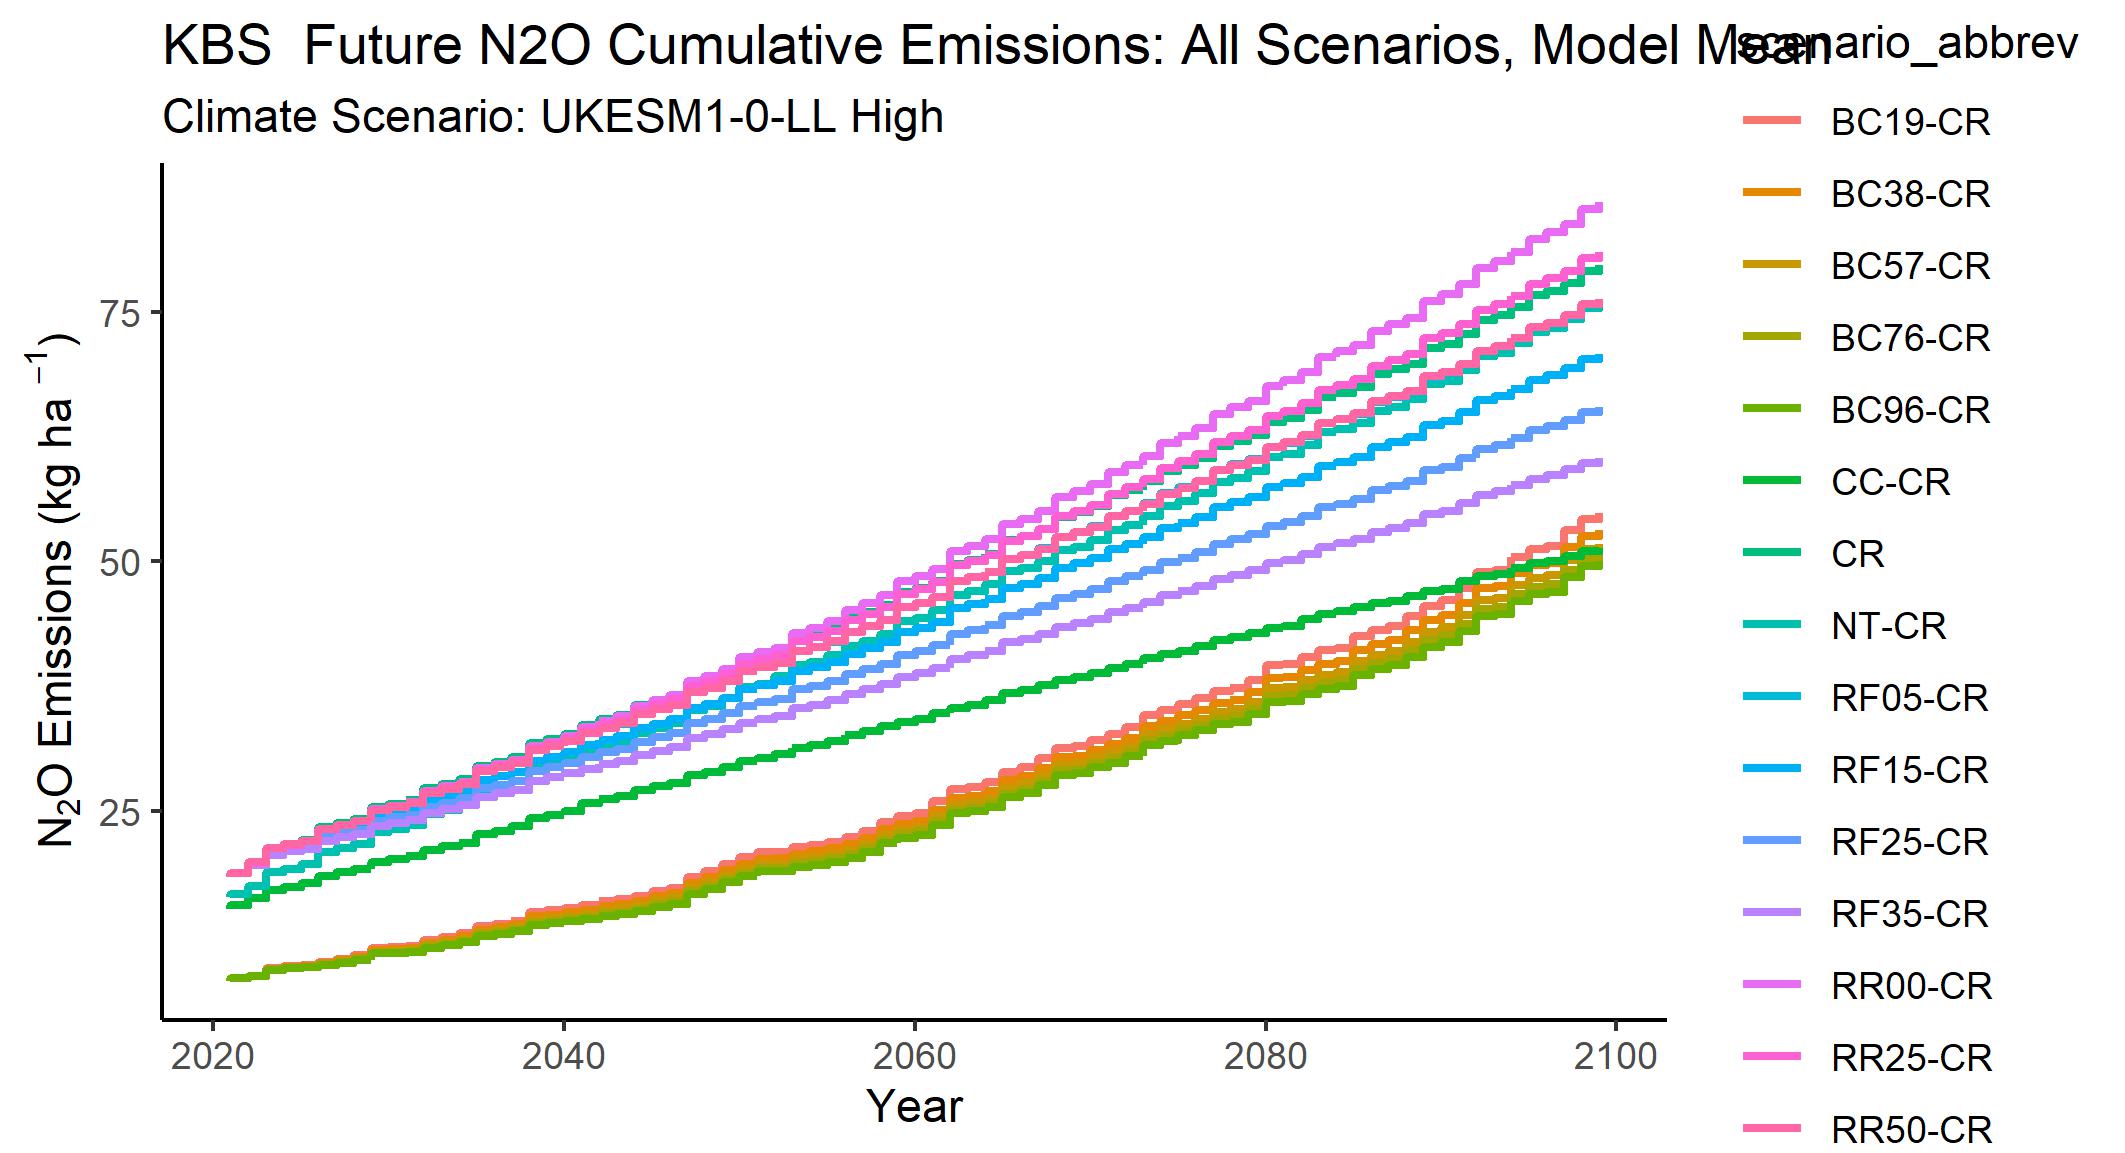 KBS  Future N2O Cumulative Emissions: All Scenarios, Model Mean
Climate Scenario: UKESM1-0-LL High
scenario_abbrev
BC19-CR
BC38-CR
BC57-CR
BC76-CR
BC96-CR
CC-CR
CR
NT-CR
RF05-CR
RF15-CR
RF25-CR
RF35-CR
RR00-CR
RR25-CR
RR50-CR
N₂O Emissions (kg ha ⁻¹)
75
50
25
2020
2040
2060
2080
2100
Year